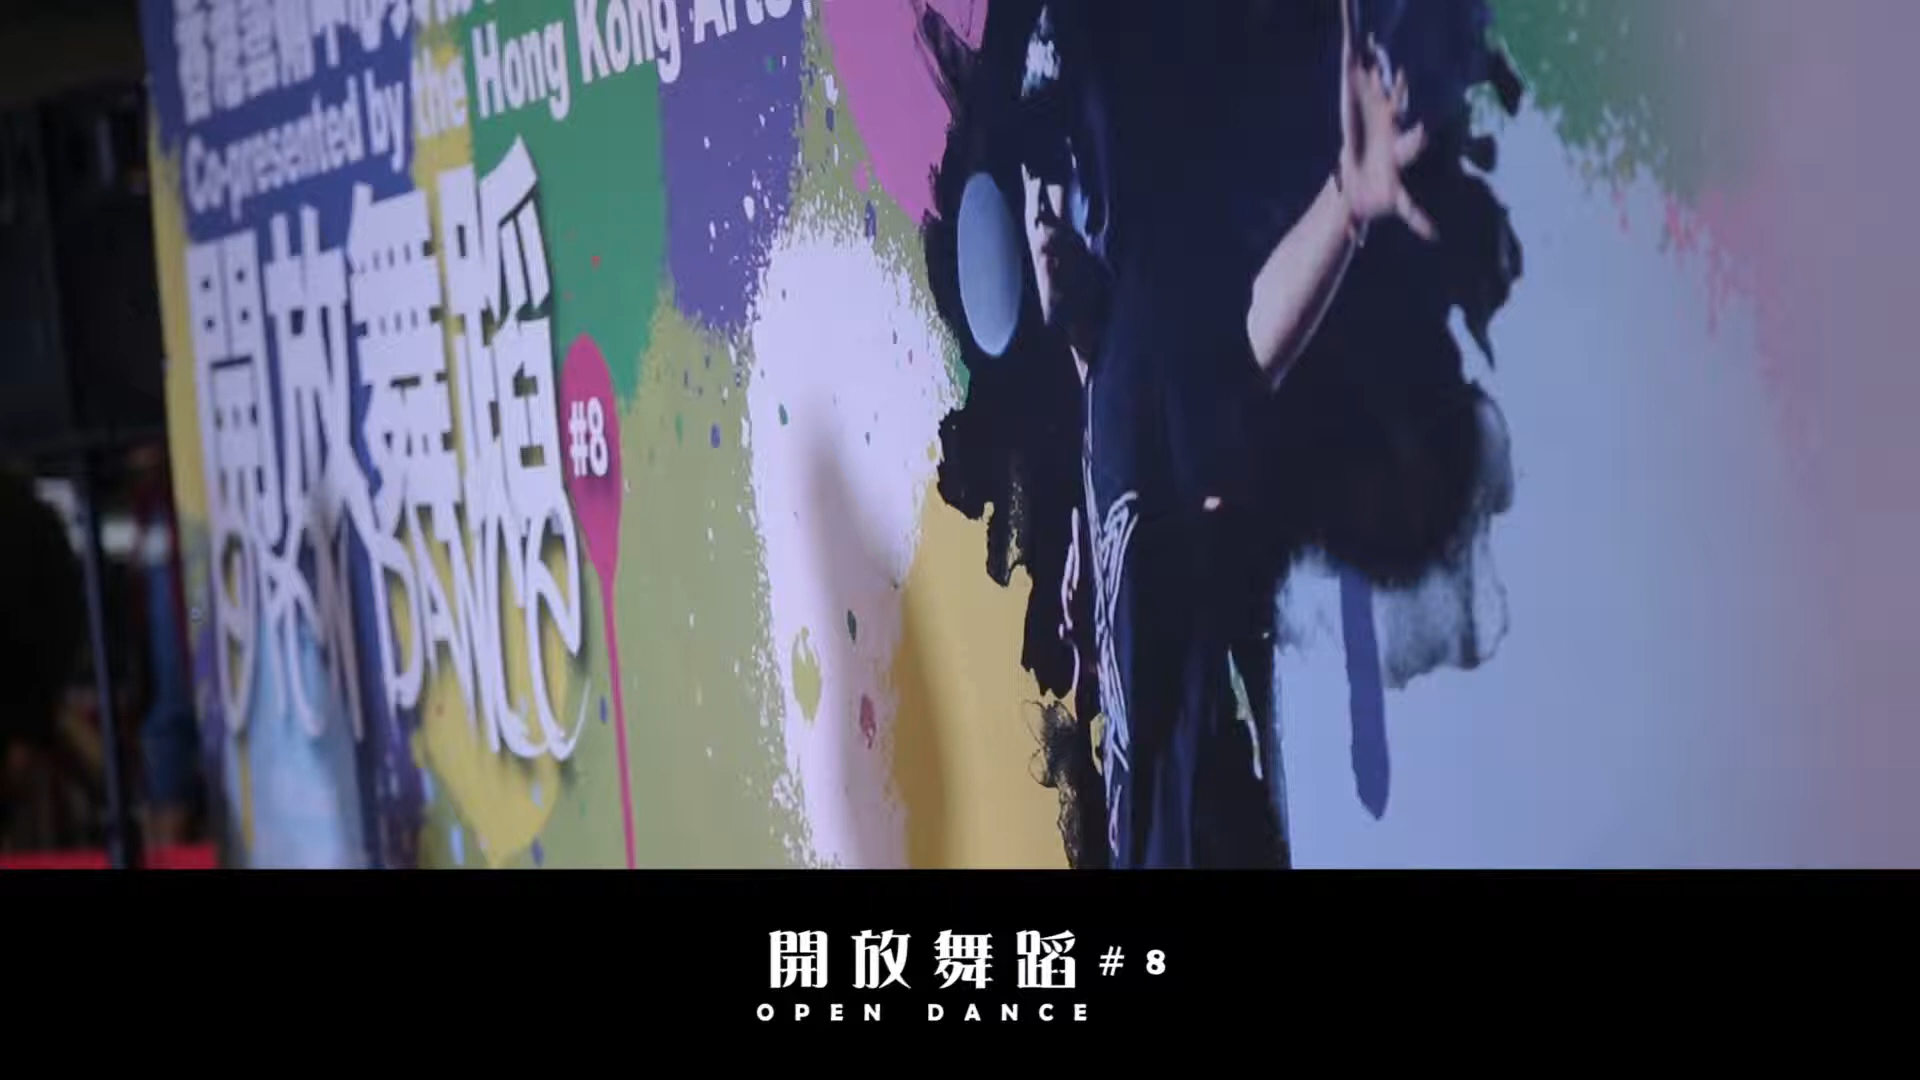 Co-presented by the Hong Kong Arts
開放舞蹈
#8
OPEN DANCE
開放舞蹈 # 8
OPEN DANCE